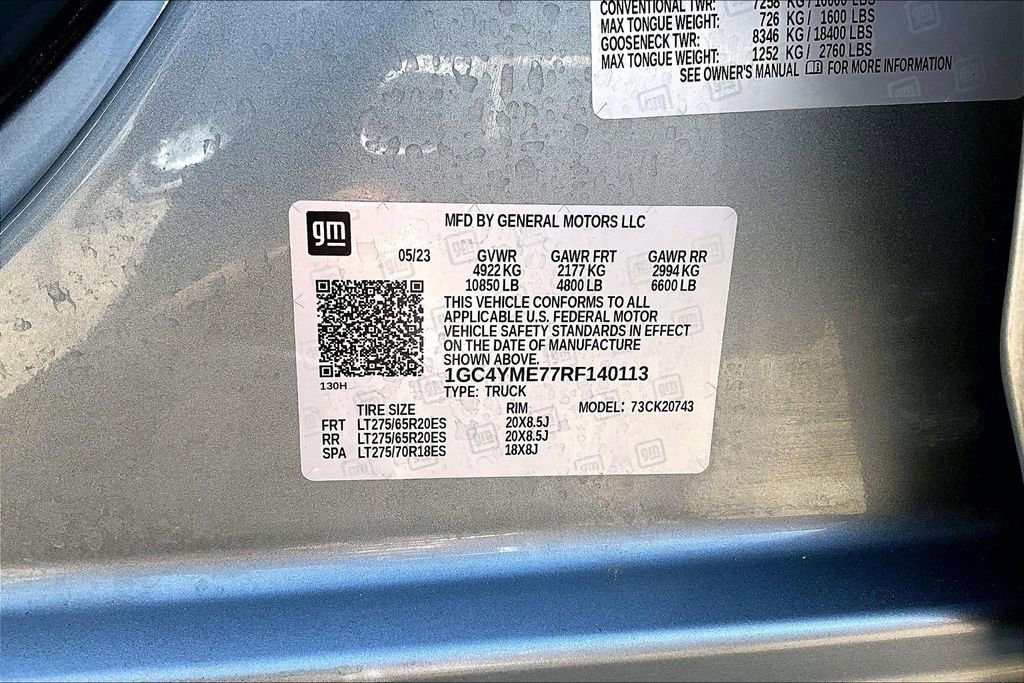 CONVENTIONAL TWR: 7258 KG/16000 LBS
MAX TONGUE WEIGHT: 726 KG/ 1600 LBS
GOOSENECK TWR: 8346 KG/ 18400 LBS
MAX TONGUE WEIGHT: 1252 KG/ 2760 LBS
SEE OWNER'S MANUAL FOR MORE INFORMATION
gm MFD BY GENERAL MOTORS LLC
05/23 GVWR GAWR FRT GAWR RR
4922 KG 2177 KG 2994 KG
10850 LB 4800 LB 6600 LB
THIS VEHICLE CONFORMS TO ALL
APPLICABLE U.S. FEDERAL MOTOR
VEHICLE SAFETY STANDARDS IN EFFECT
ON THE DATE OF MANUFACTURE
SHOWN ABOVE.
1GC4YME77RF140113
130H TYPE: TRUCK
TIRE SIZE RIM MODEL: 73CK20743
FRT LT275/65R20ES 20X8.5J
RR LT275/65R20ES 20X8.5J
SPA LT275/70R18ES 18X8J